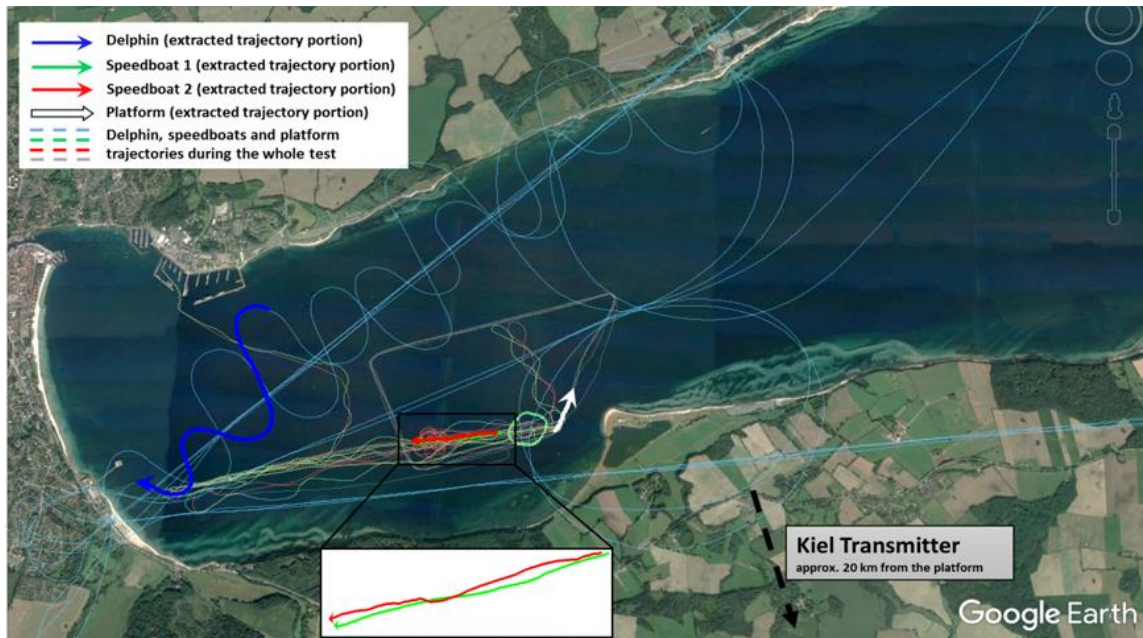 Delphin (extracted trajectory portion)
Speedboat 1 (extracted trajectory portion)
Speedboat 2 (extracted trajectory portion)
Platform (extracted trajectory portion)
Delphin, speedboats and platform
trajectories during the whole test
Kiel Transmitter
approx. 20 km from the platform
Google Earth